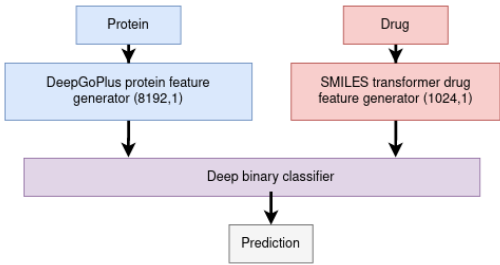 Protein
Drug
DeepGoPlus protein feature
generator (8192,1)
SMILES transformer drug
feature generator (1024,1)
Deep binary classifier
Prediction